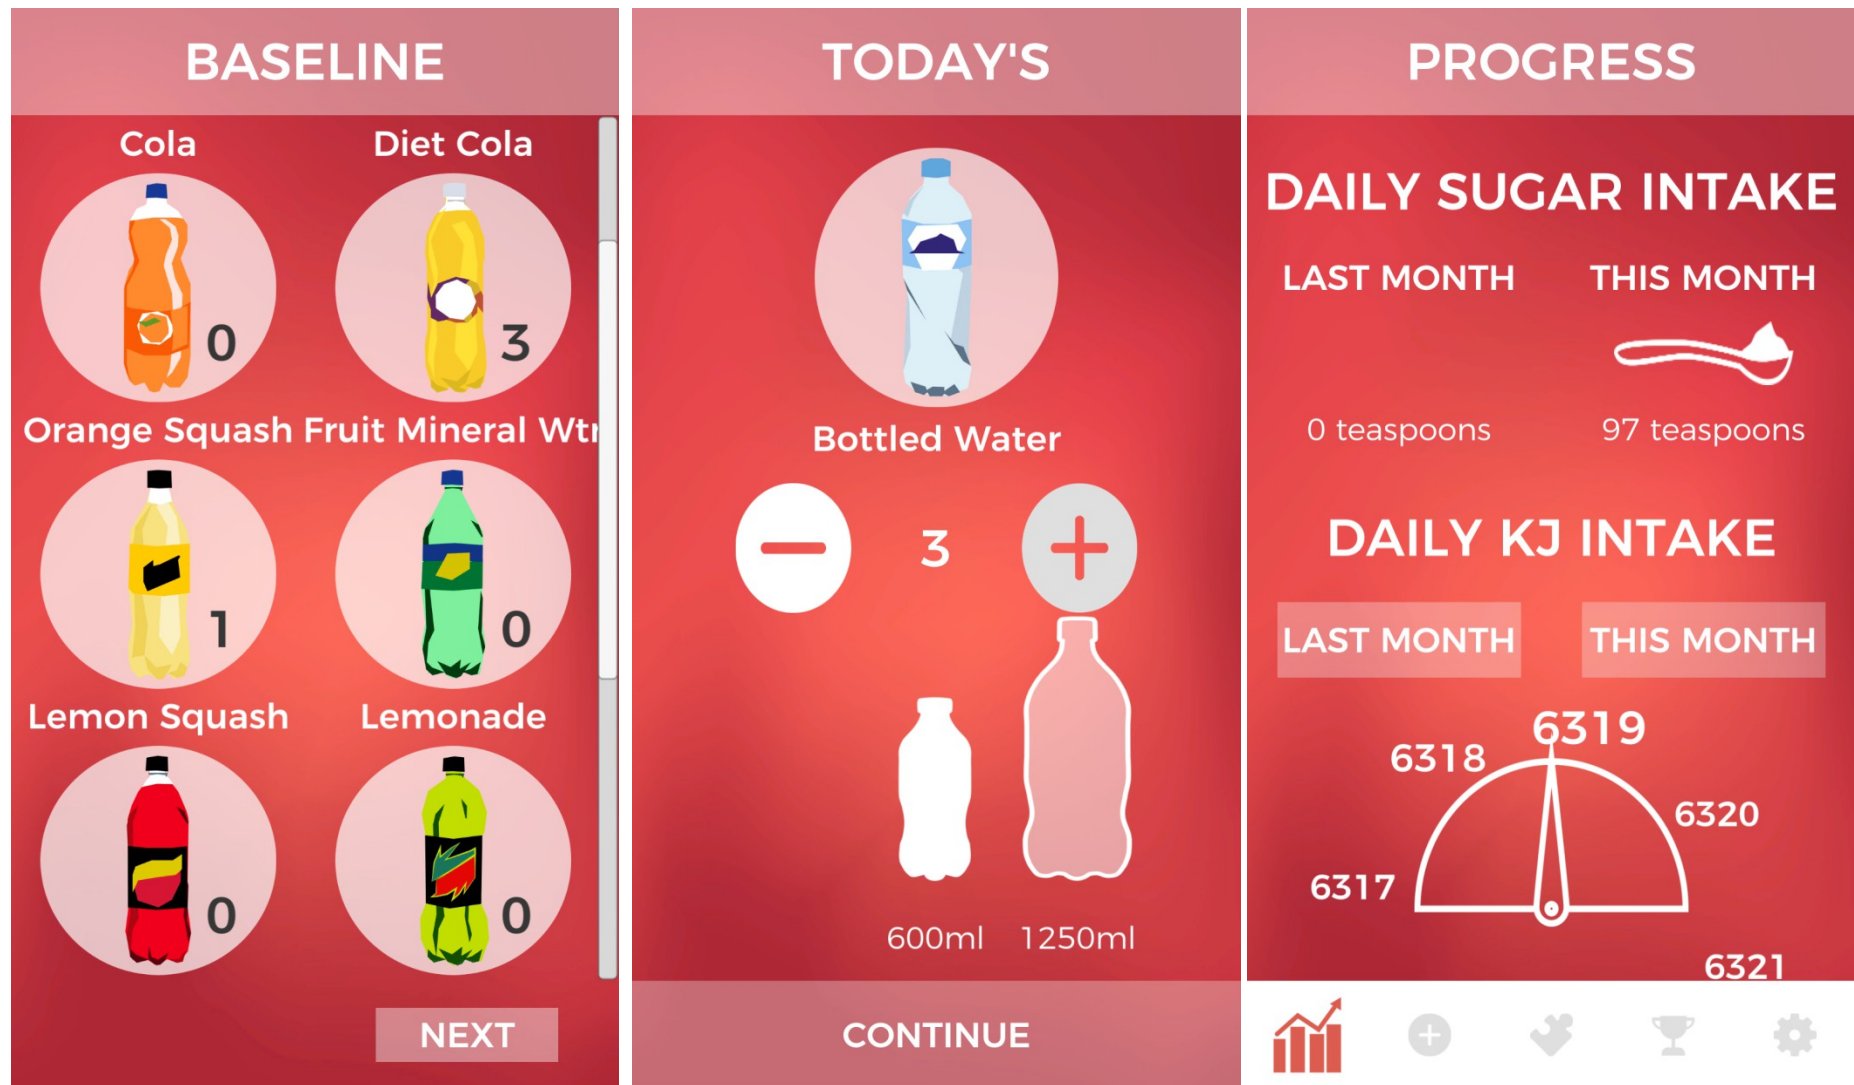 BASELINE
Cola Diet Cola
0 3
Orange Squash Fruit Mineral Wtr
1 0
Lemon Squash Lemonade
0 0
NEXT
TODAY'S
Bottled Water
3
600ml 1250ml
CONTINUE
PROGRESS
DAILY SUGAR INTAKE
LAST MONTH THIS MONTH
0 teaspoons 97 teaspoons
DAILY KJ INTAKE
LAST MONTH THIS MONTH
6319
6318
6320
6317
6321